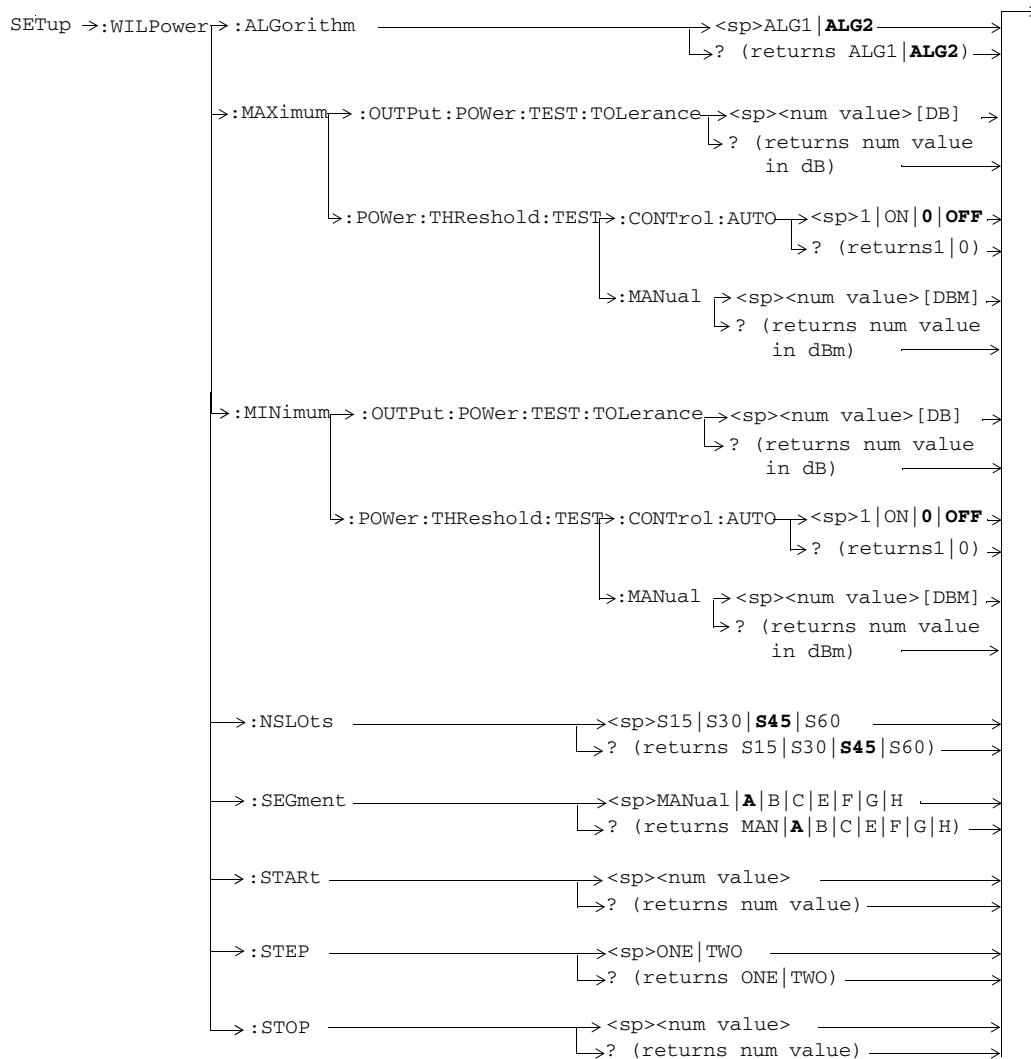 SETup :WILPower :ALGorithm <sp>ALG1|ALG2
? (returns ALG1|ALG2)
:MAXimum :OUTPut:POWer:TEST:TOLerance <sp><num value>[DB]
? (returns num value
in dB)
:POWer:THReshold:TEST :CONTrol:AUTO <sp>1|ON|0|OFF
? (returns1|0)
:MANual <sp><num value>[DBM]
? (returns num value
in dBm)
:MINimum :OUTPut:POWer:TEST:TOLerance <sp><num value>[DB]
? (returns num value
in dB)
:POWer:THReshold:TEST :CONTrol:AUTO <sp>1|ON|0|OFF
? (returns1|0)
:MANual <sp><num value>[DBM]
? (returns num value
in dBm)
:NSLOts <sp>S15|S30|S45|S60
? (returns S15|S30|S45|S60)
:SEGment <sp>MANual|A|B|C|E|F|G|H
? (returns MAN|A|B|C|E|F|G|H)
:STARt <sp><num value>
? (returns num value)
:STEP <sp>ONE|TWO
? (returns ONE|TWO)
:STOP <sp><num value>
? (returns num value)